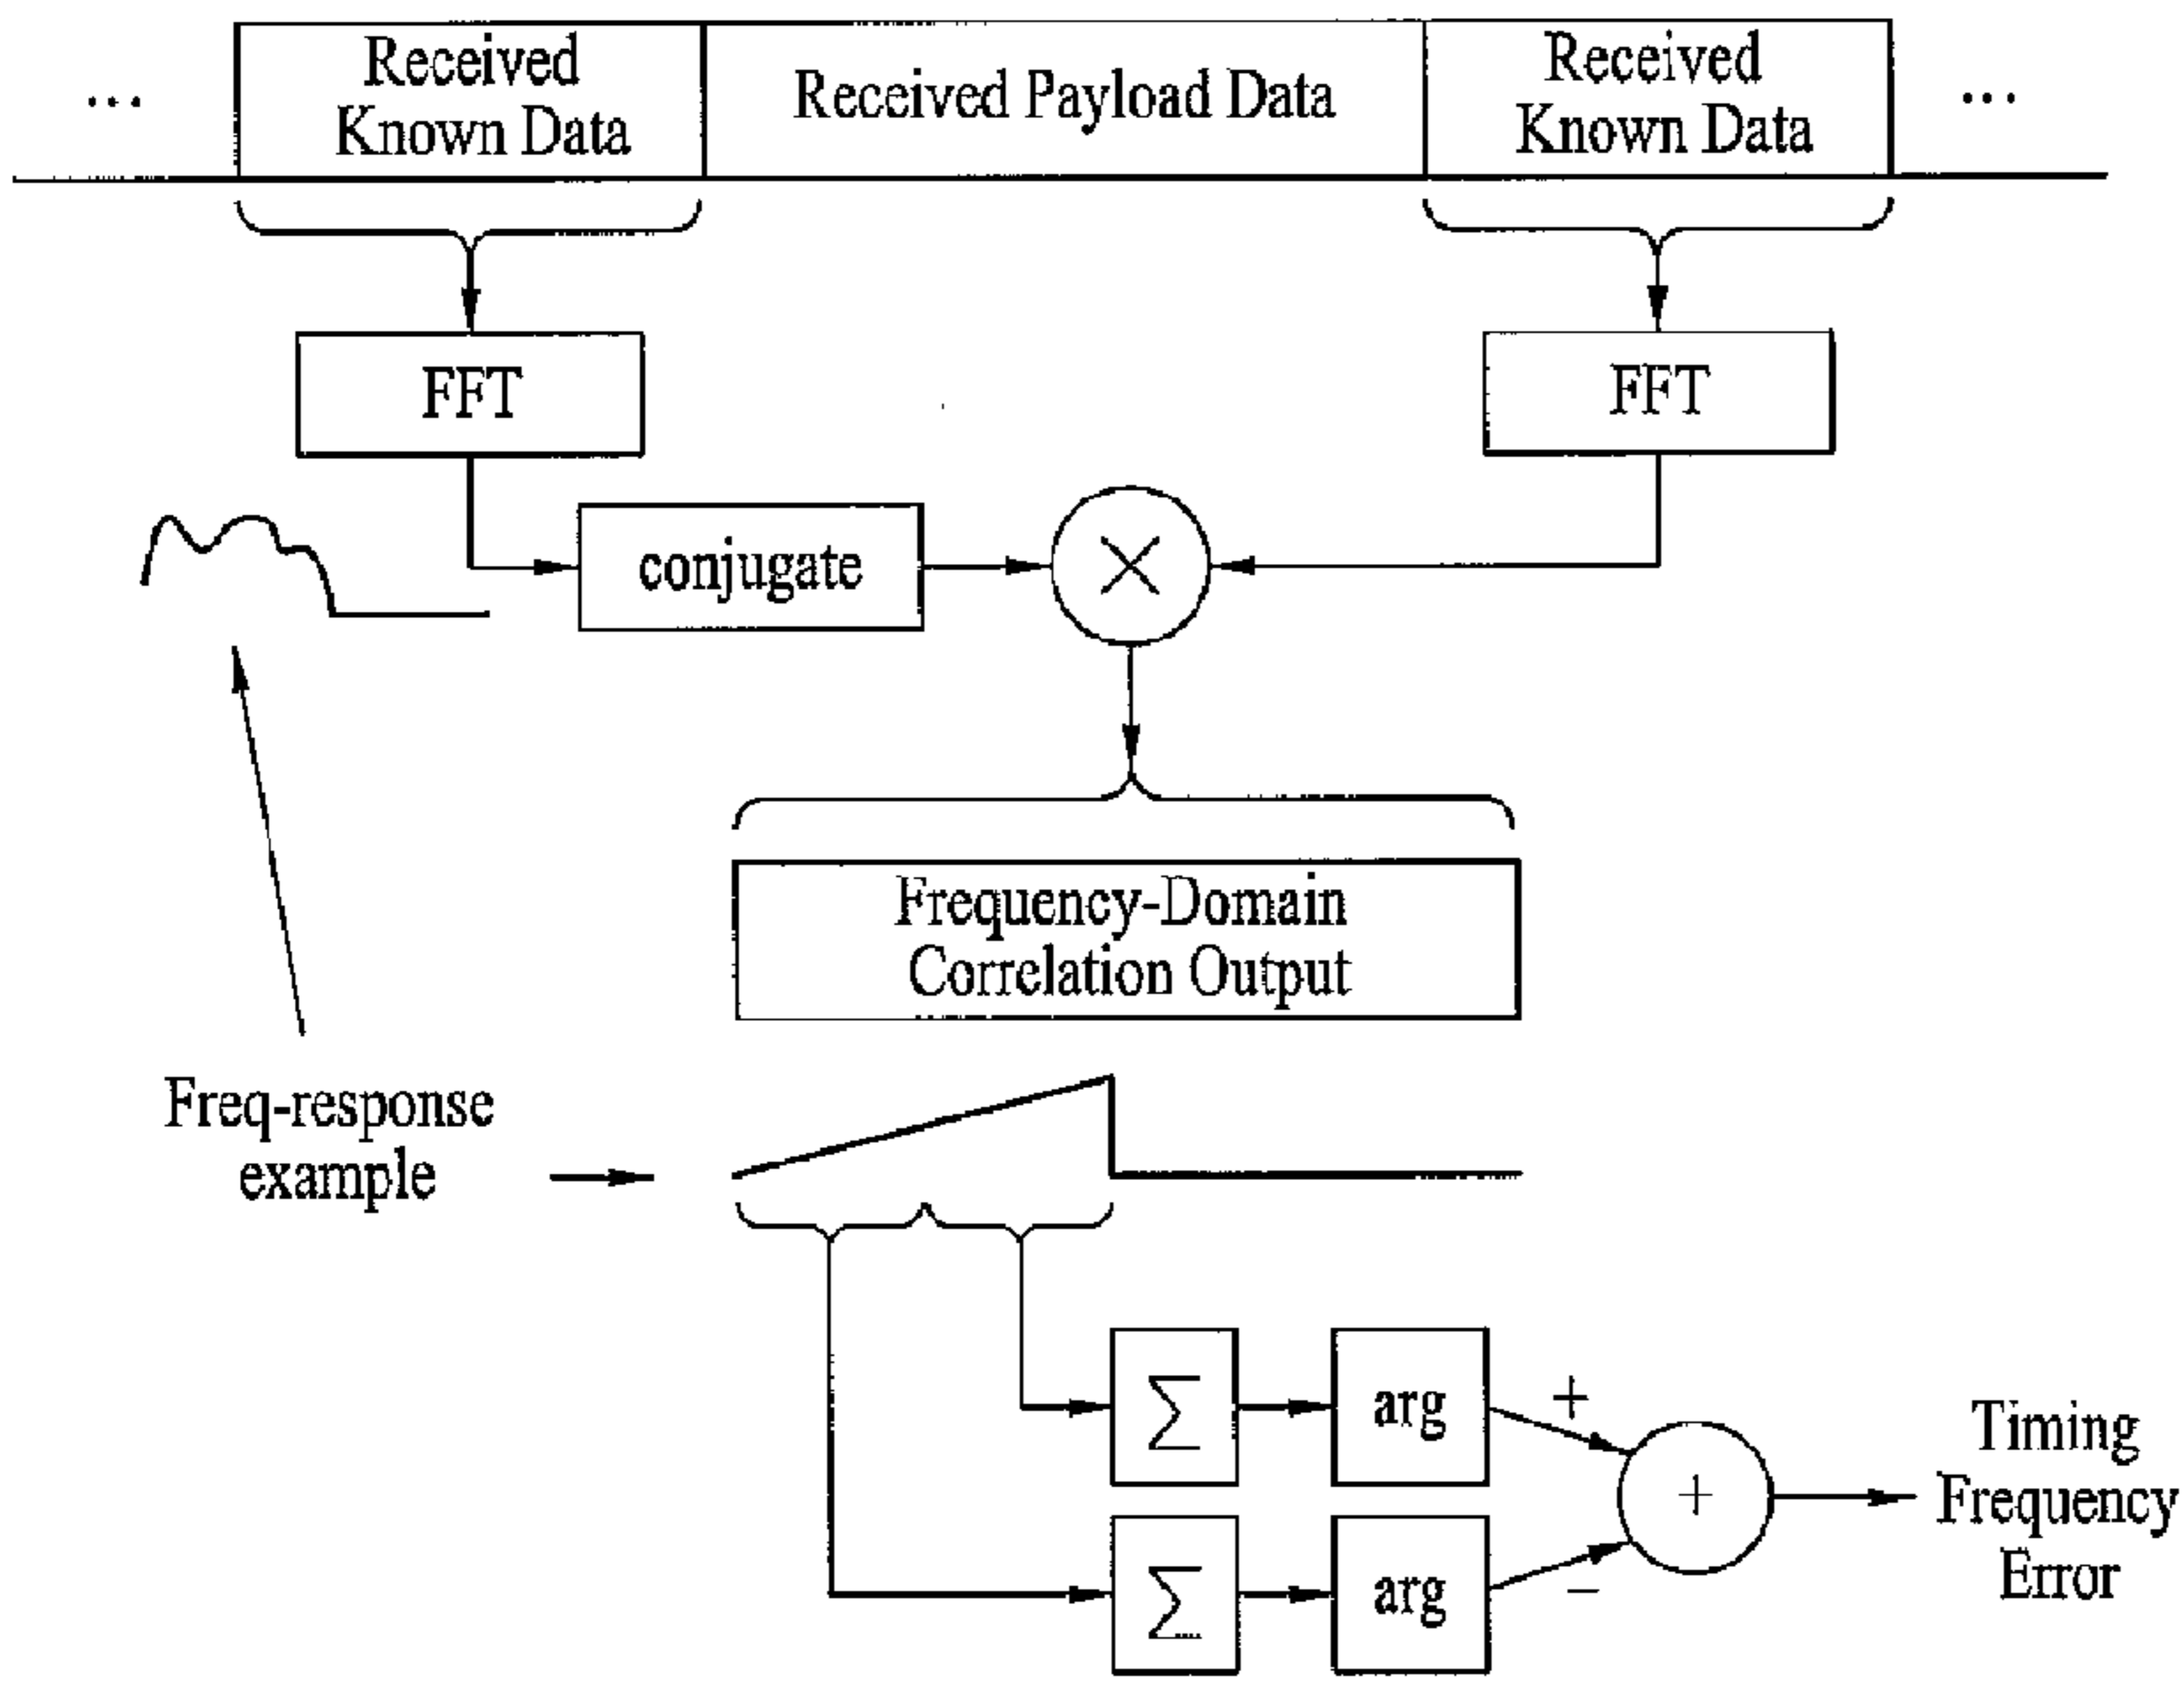 ...
Received
Known Data
Received Payload Data
Received
Known Data
...
FFT
FFT
conjugate
×
Frequency-Domain
Correlation Output
Freq-response
example
∑
arg
+
∑
arg
−
+
Timing
Frequency
Error